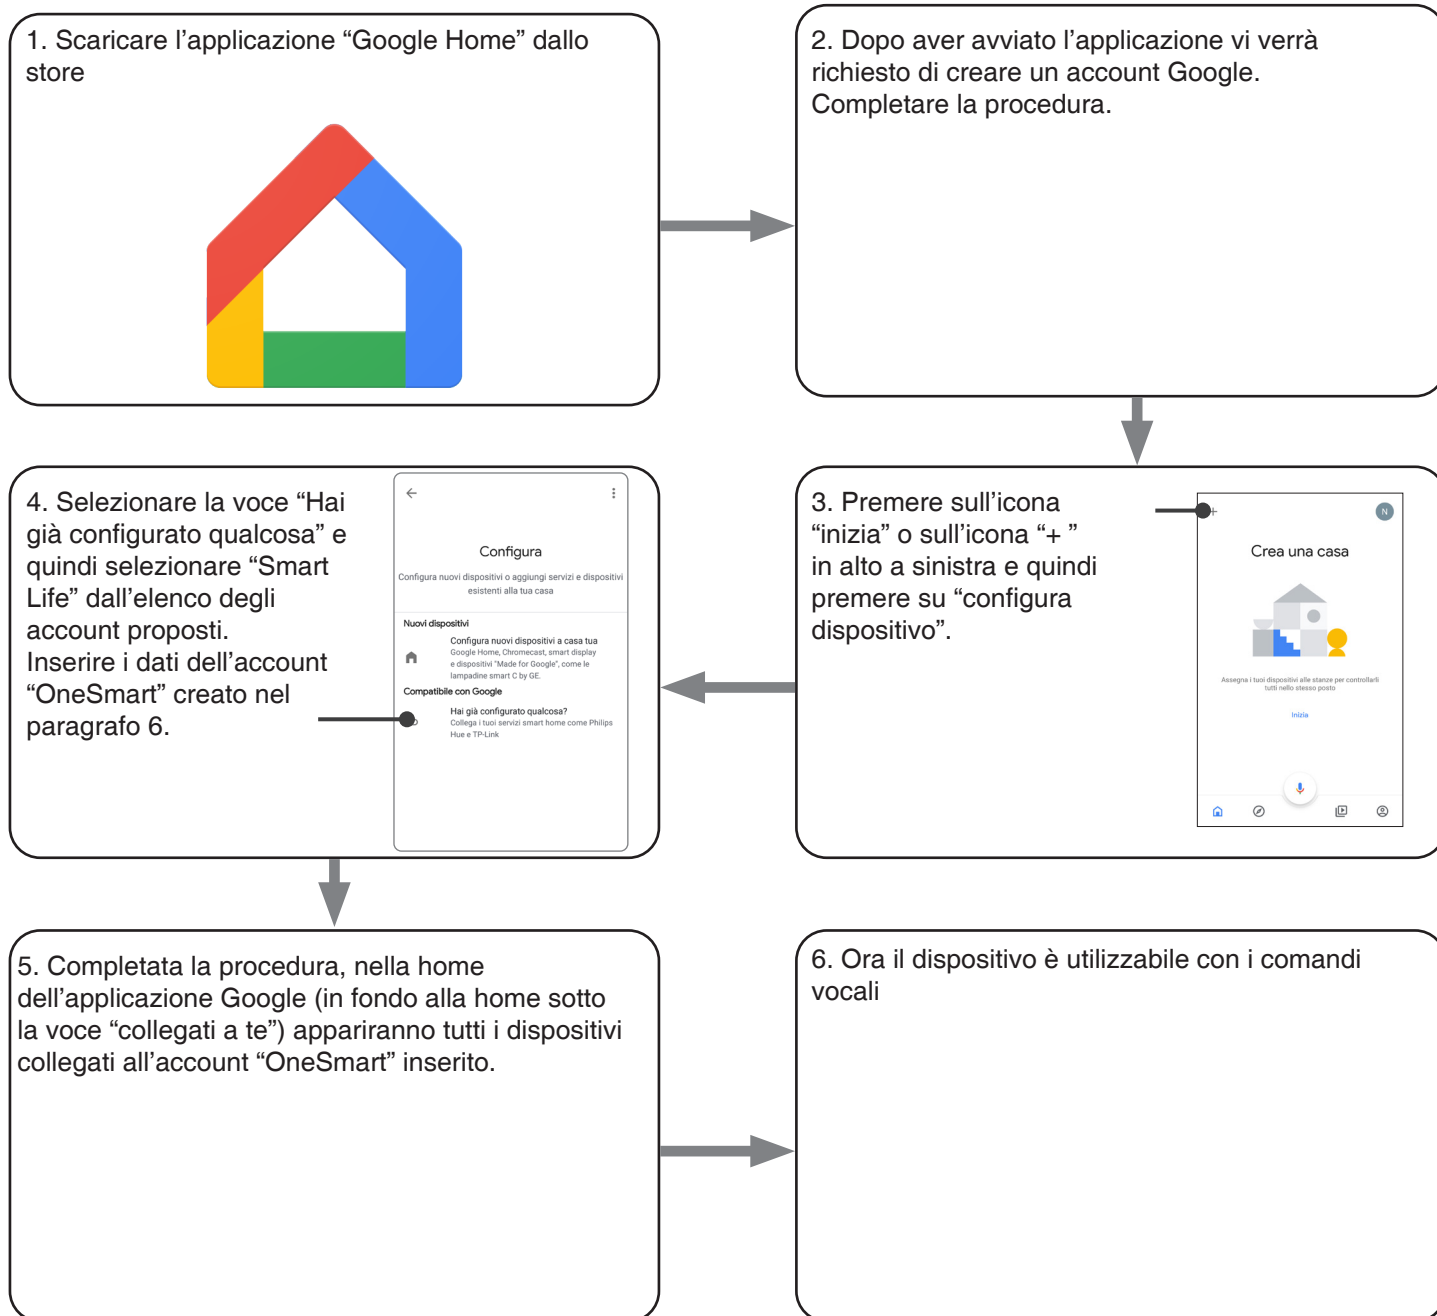 1. Scaricare l’applicazione “Google Home” dallo
store
2. Dopo aver avviato l’applicazione vi verrà
richiesto di creare un account Google.
Completare la procedura.
3. Premere sull’icona
“inizia” o sull’icona “+ ”
in alto a sinistra e quindi
premere su “configura
dispositivo”.
+
N
Crea una casa
Assegna i tuoi dispositivi alle stanze per controllarli
tutti nello stesso posto
Inizia
4. Selezionare la voce “Hai
già configurato qualcosa” e
quindi selezionare “Smart
Life” dall’elenco degli
account proposti.
Inserire i dati dell’account
“OneSmart” creato nel
paragrafo 6.
Configura
Configura nuovi dispositivi o aggiungi servizi e dispositivi
esistenti alla tua casa
Nuovi dispositivi
Configura nuovi dispositivi a casa tua
Google Home, Chromecast, smart display
e dispositivi "Made for Google", come le
lampadine smart C by GE.
Compatibile con Google
Hai già configurato qualcosa?
Collega i tuoi servizi smart home come Philips
Hue e TP-Link
5. Completata la procedura, nella home
dell’applicazione Google (in fondo alla home sotto
la voce “collegati a te”) appariranno tutti i dispositivi
collegati all’account “OneSmart” inserito.
6. Ora il dispositivo è utilizzabile con i comandi
vocali